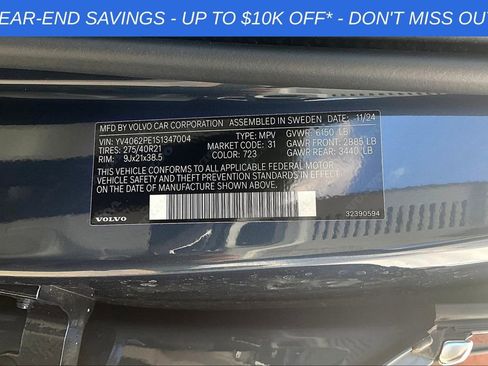 EAR-END SAVINGS - UP TO $10K OFF* - DON'T MISS OU
MFD BY VOLVO CAR CORPORATION ASSEMBLED IN SWEDEN 11/24
VIN: YV4062PE1S1347004 TYPE: MPV GVWR: 6150 LB
TIRES: 275/40R21 MARKET CODE: 31 GAWR FRONT: 2885 LB
RIM: 9Jx21x38.5 COLOR: 723 GAWR REAR: 3440 LB
THIS VEHICLE CONFORMS TO ALL APPLICABLE FEDERAL MOTOR
VEHICLE SAFETY AND THEFT PREVENTION STANDARDS IN EFFECT
ON THE DATE OF MANUFACTURE SHOWN ABOVE.
VOLVO 32390594